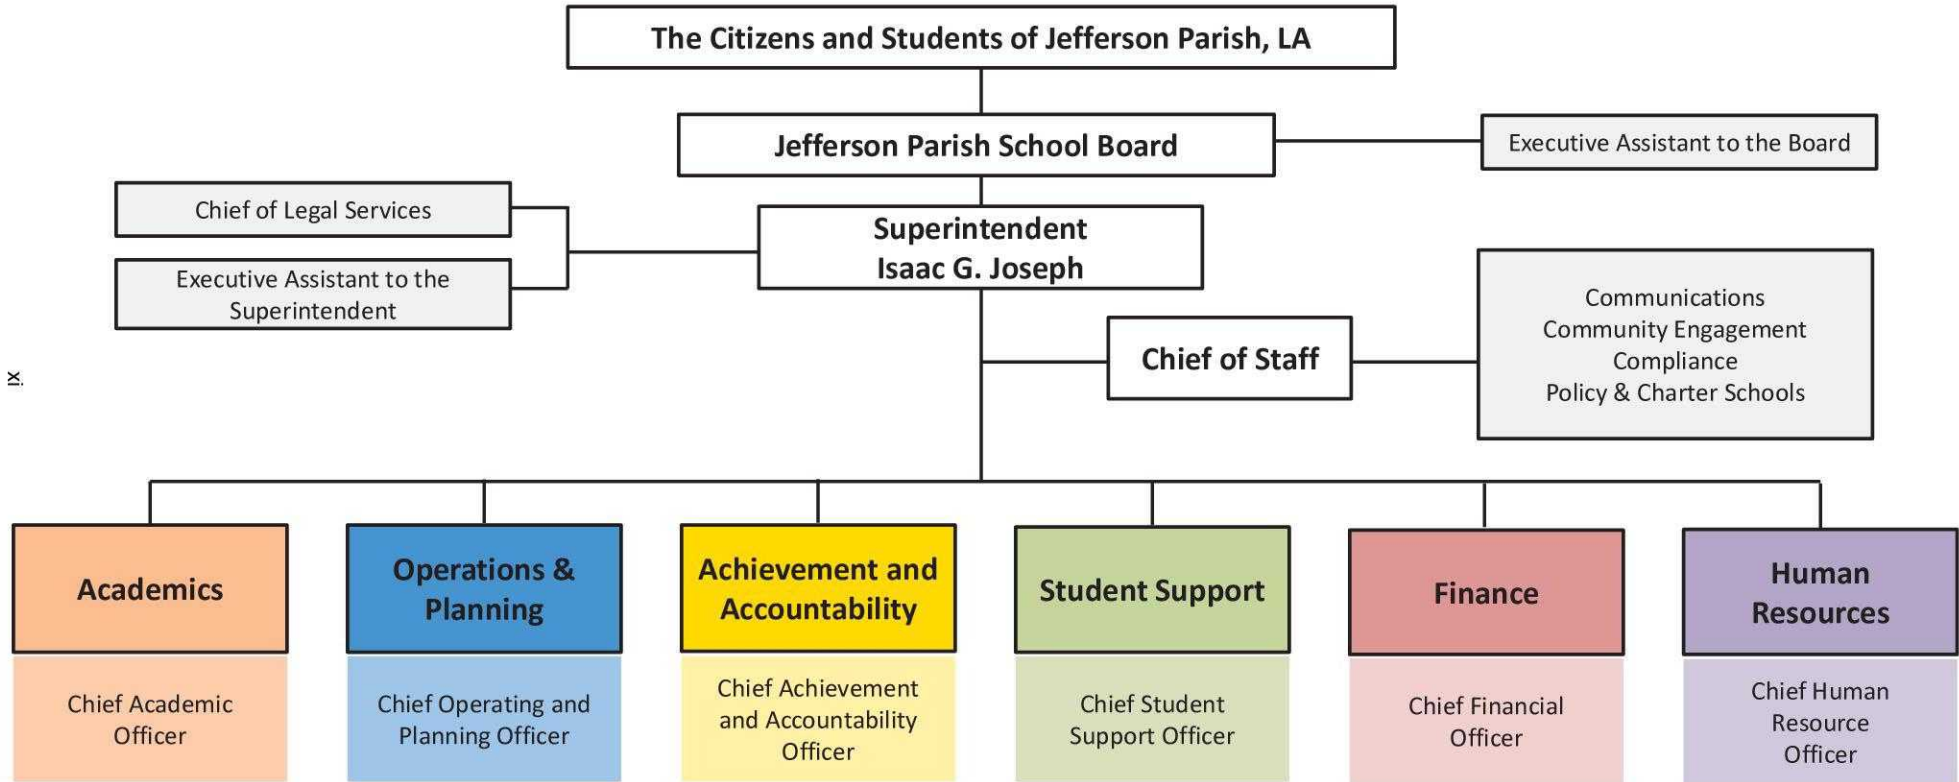 The Citizens and Students of Jefferson Parish, LA
Jefferson Parish School Board
Executive Assistant to the Board
Chief of Legal Services
Executive Assistant to the
Superintendent
Superintendent
Isaac G. Joseph
Chief of Staff
Communications
Community Engagement
Compliance
Policy & Charter Schools
xi
Academics
Chief Academic
Officer
Operations &
Planning
Chief Operating and
Planning Officer
Achievement and
Accountability
Chief Achievement
and Accountability
Officer
Student Support
Chief Student
Support Officer
Finance
Chief Financial
Officer
Human
Resources
Chief Human
Resource
Officer